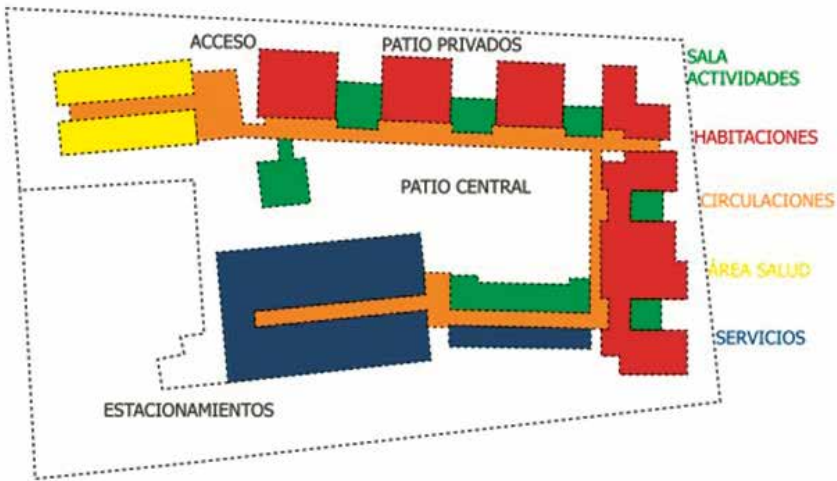 ACCESO
PATIO PRIVADOS
SALA
ACTIVIDADES
HABITACIONES
PATIO CENTRAL
CIRCULACIONES
ÁREA SALUD
SERVICIOS
ESTACIONAMIENTOS